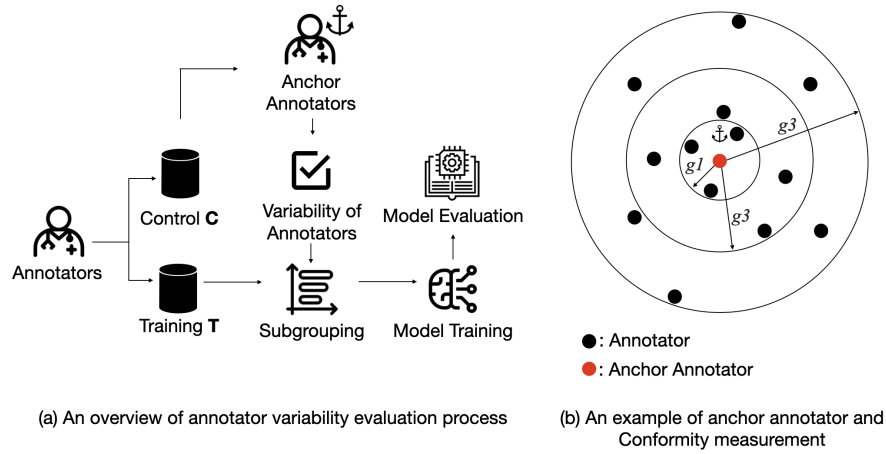 Anchor
Annotators
Control C
Variability of
Annotators
Model Evaluation
Annotators
Training T
Subgrouping
Model Training
(a) An overview of annotator variability evaluation process
g3
g1
g3
: Annotator
: Anchor Annotator
(b) An example of anchor annotator and
Conformity measurement